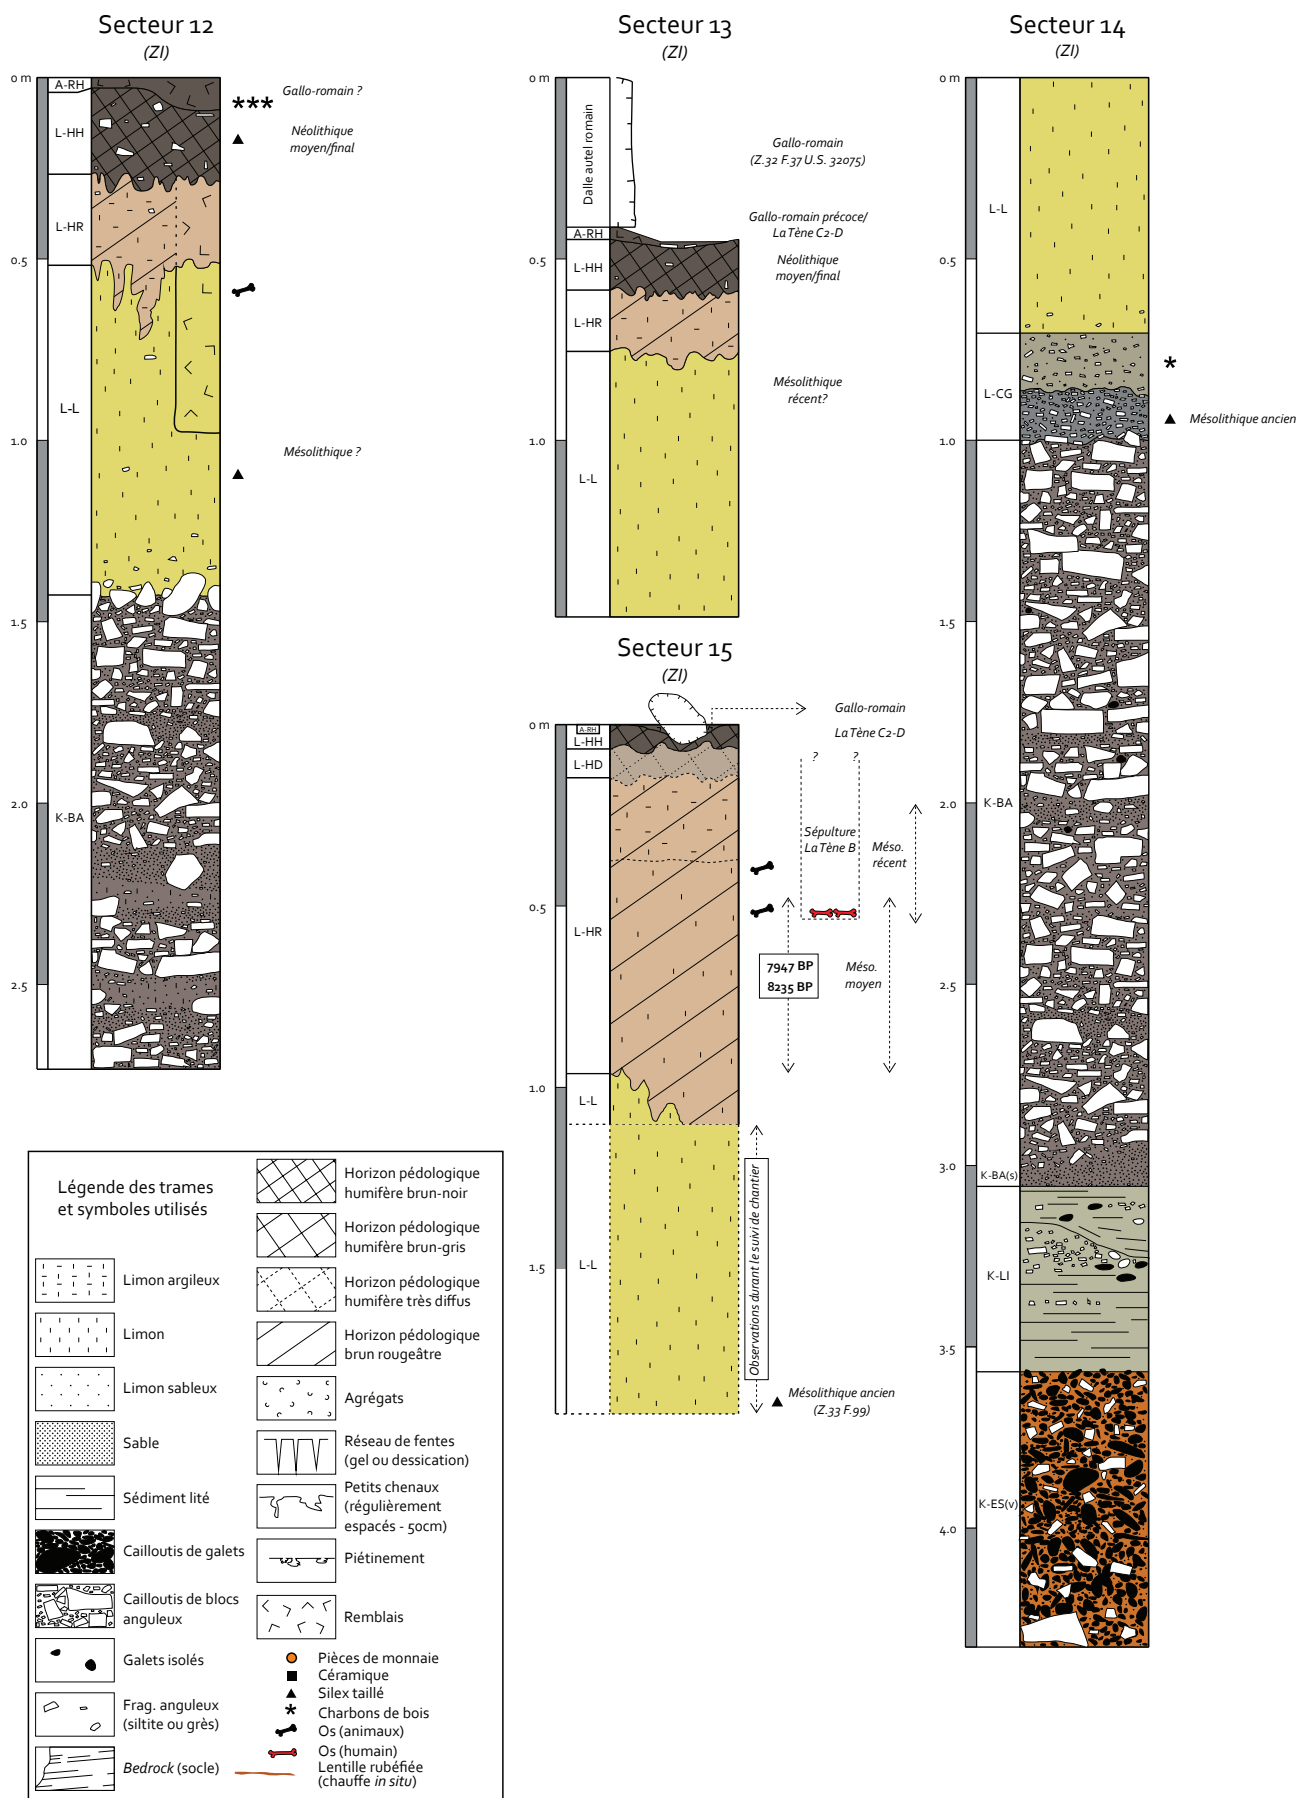 Secteur 12
(ZI)
0 m
0.5
1.0
1.5
2.0
2.5
A-RH
L-HH
L-HR
L-L
K-BA
Gallo-romain ?
***
Néolithique
moyen/final
Mésolithique ?
Secteur 13
(ZI)
0 m
0.5
1.0
Dalle autel romain
A-RH
L-HH
L-HR
L-L
Gallo-romain
(Z.32 F.37 U.S. 32075)
Gallo-romain précoce/
La Tène C2-D
Néolithique
moyen/final
Mésolithique
récent?
Secteur 14
(ZI)
0 m
0.5
1.0
1.5
2.0
2.5
3.0
3.5
4.0
L-L
L-CG
K-BA
K-BA(s)
K-LI
K-ES(v)
*
Mésolithique ancien
Secteur 15
(ZI)
0 m
0.5
1.0
1.5
A-RH
L-HH
L-HD
L-HR
L-L
L-L
Gallo-romain
La Tène C2-D
? ?
Sépulture
La Tène B
Méso.
récent
7947 BP
8235 BP
Méso.
moyen
Observations durant le suivi de chantier
Mésolithique ancien
(Z.33 F.99)
Légende des trames
et symboles utilisés
Limon argileux
Limon
Limon sableux
Sable
Sédiment lité
Cailloutis de galets
Cailloutis de blocs
anguleux
Galets isolés
Frag. anguleux
(siltite ou grès)
Bedrock (socle)
Horizon pédologique
humifère brun-noir
Horizon pédologique
humifère brun-gris
Horizon pédologique
humifère très diffus
Horizon pédologique
brun rougeâtre
Agrégats
Réseau de fentes
(gel ou dessication)
Petits chenaux
(régulièrement
espacés - 50cm)
Piétinement
Remblais
Pièces de monnaie
Céramique
Silex taillé
* Charbons de bois
Os (animaux)
Os (humain)
Lentille rubéfiée
(chauffe in situ)